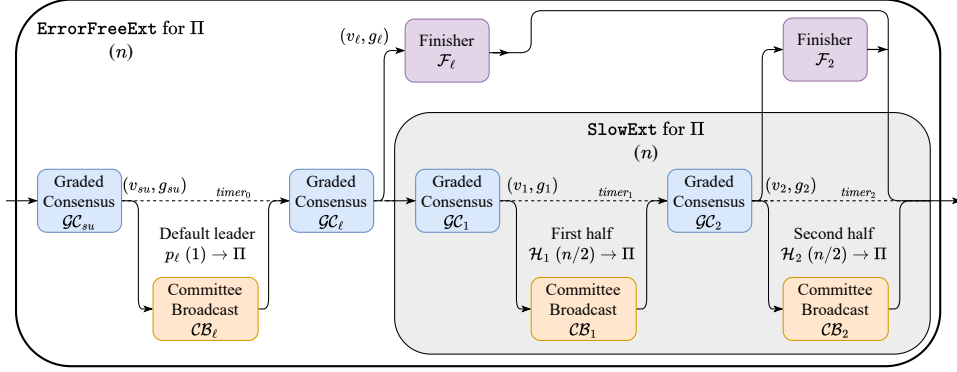 ErrorFreeExt for Π
(n)
(v_ℓ, g_ℓ)
Finisher
ℱ_ℓ
Finisher
ℱ_2
SlowExt for Π
(n)
Graded
Consensus
𝒢𝒞_su
(v_su, g_su)
timer_0
Graded
Consensus
𝒢𝒞_ℓ
Graded
Consensus
𝒢𝒞_1
(v_1, g_1)
timer_1
Graded
Consensus
𝒢𝒞_2
(v_2, g_2)
timer_2
Default leader
p_ℓ (1) → Π
First half
ℋ_1 (n/2) → Π
Second half
ℋ_2 (n/2) → Π
Committee
Broadcast
𝒞ℬ_ℓ
Committee
Broadcast
𝒞ℬ_1
Committee
Broadcast
𝒞ℬ_2